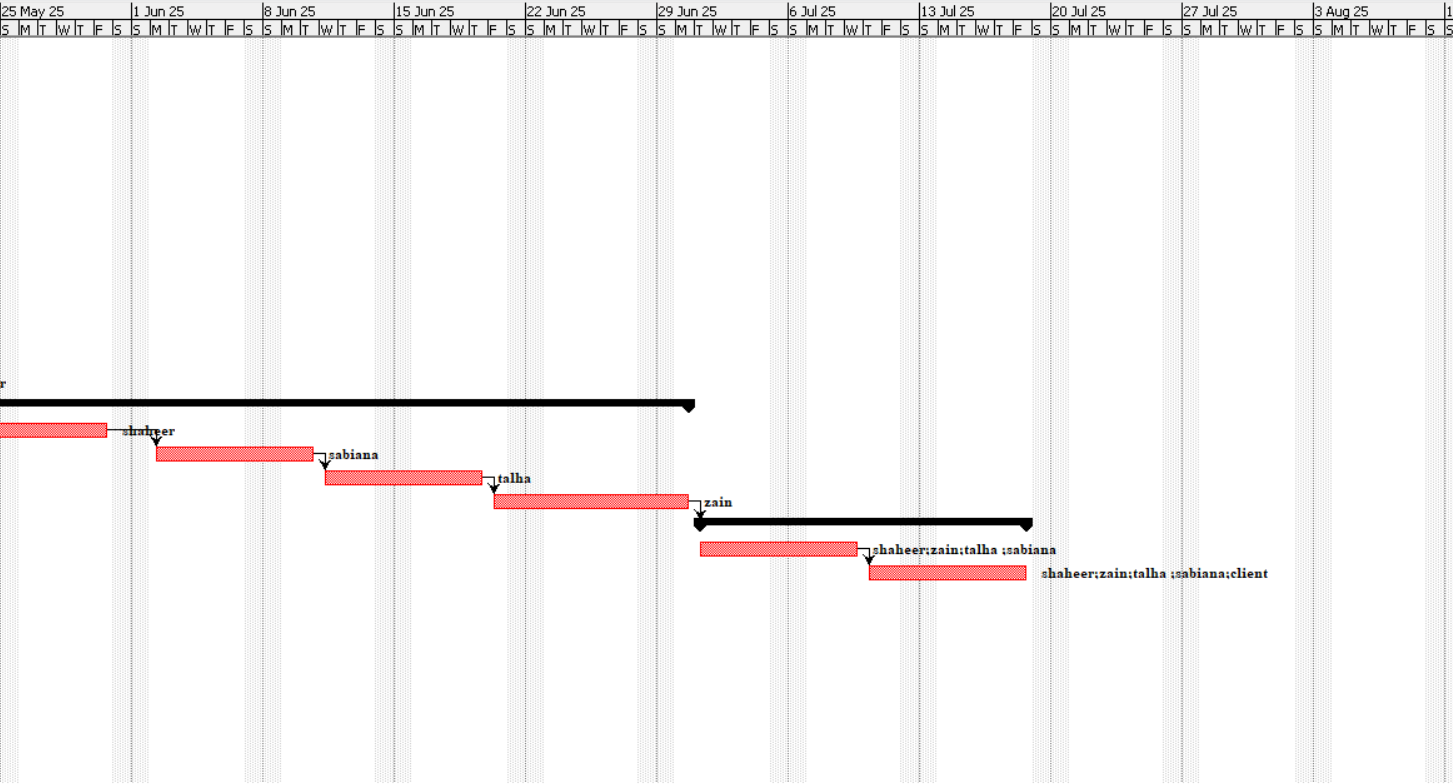 25 May 25 1 Jun 25 8 Jun 25 15 Jun 25 22 Jun 25 29 Jun 25 6 Jul 25 13 Jul 25 20 Jul 25 27 Jul 25 3 Aug 25 1
S M T W T F S S M T W T F S S M T W T F S S M T W T F S S M T W T F S S M T W T F S S M T W T F S S M T W T F S S M T W T F S S M T W T F S S M T W T F S S
r
shaheer
sabiana
talha
zain
shaheer;zain;talha ;sabiana
shaheer;zain;talha ;sabiana;client